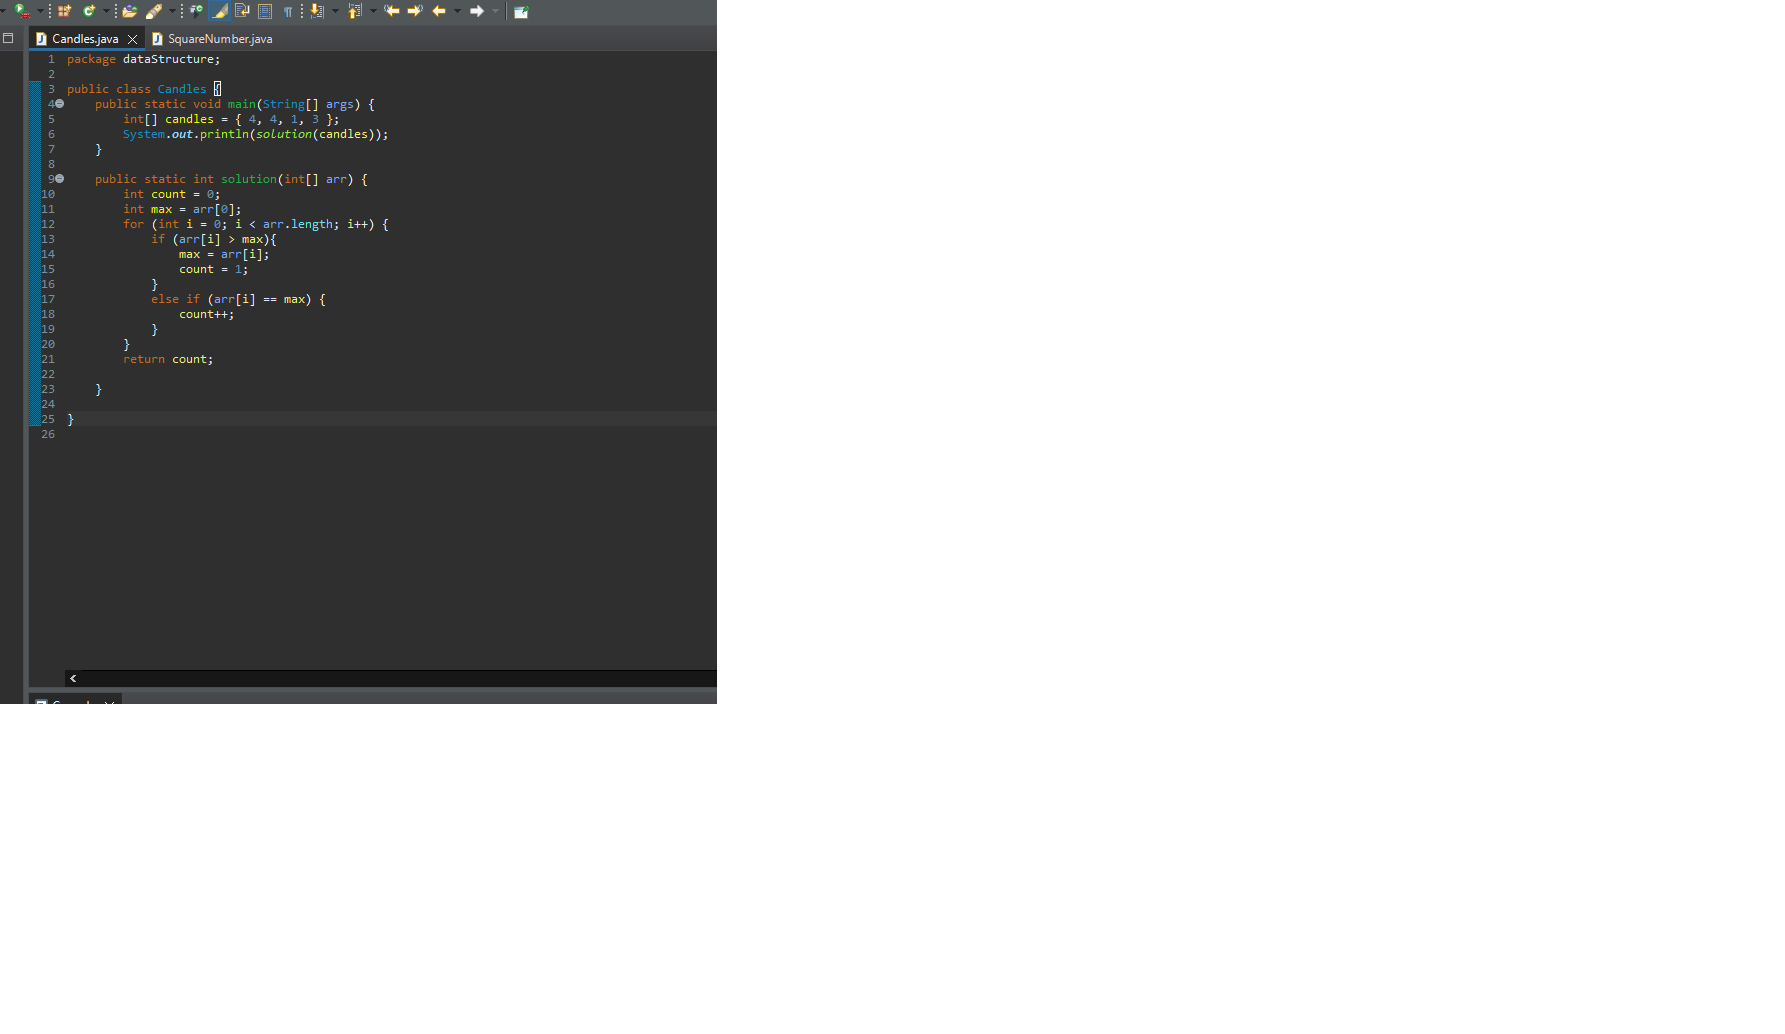 Candles.java
SquareNumber.java
1 package dataStructure;
2
3 public class Candles {
4 public static void main(String[] args) {
5 int[] candles = { 4, 4, 1, 3 };
6 System.out.println(solution(candles));
7 }
8
9 public static int solution(int[] arr) {
10 int count = 0;
11 int max = arr[0];
12 for (int i = 0; i < arr.length; i++) {
13 if (arr[i] > max){
14 max = arr[i];
15 count = 1;
16 }
17 else if (arr[i] == max) {
18 count++;
19 }
20 }
21 return count;
22
23 }
24
25 }
26